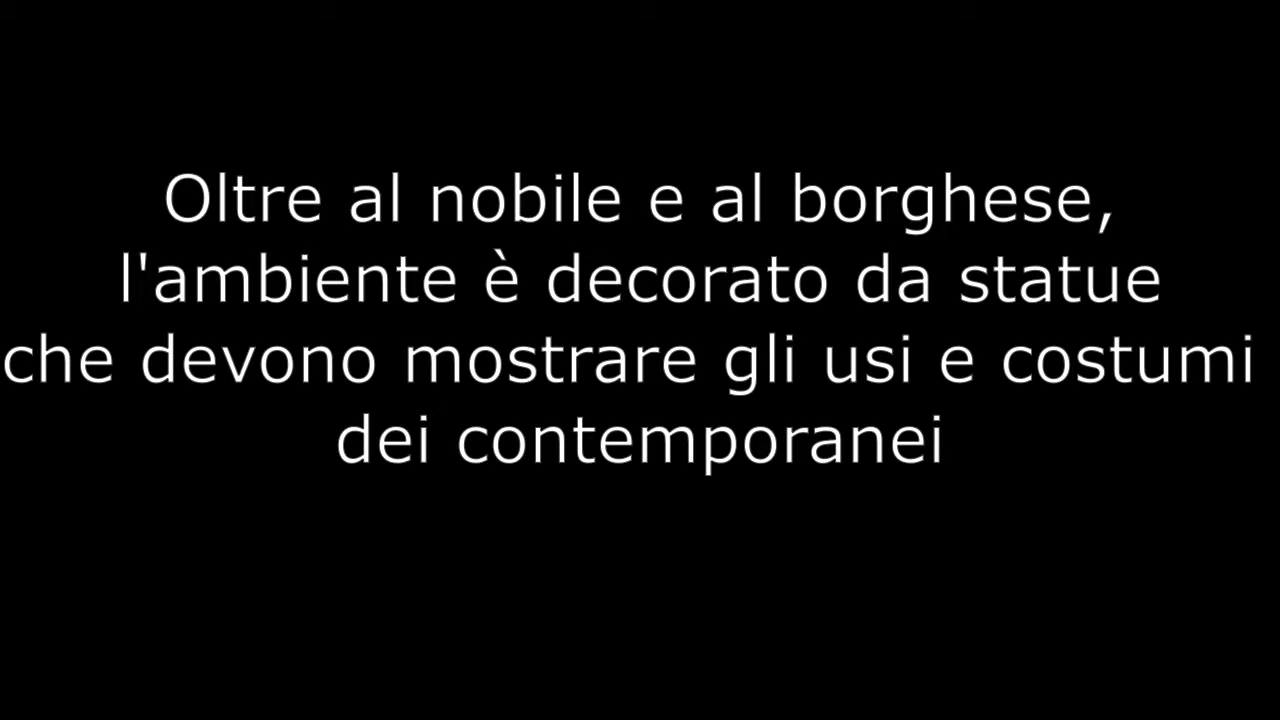 Oltre al nobile e al borghese,
l'ambiente è decorato da statue
che devono mostrare gli usi e costumi
dei contemporanei